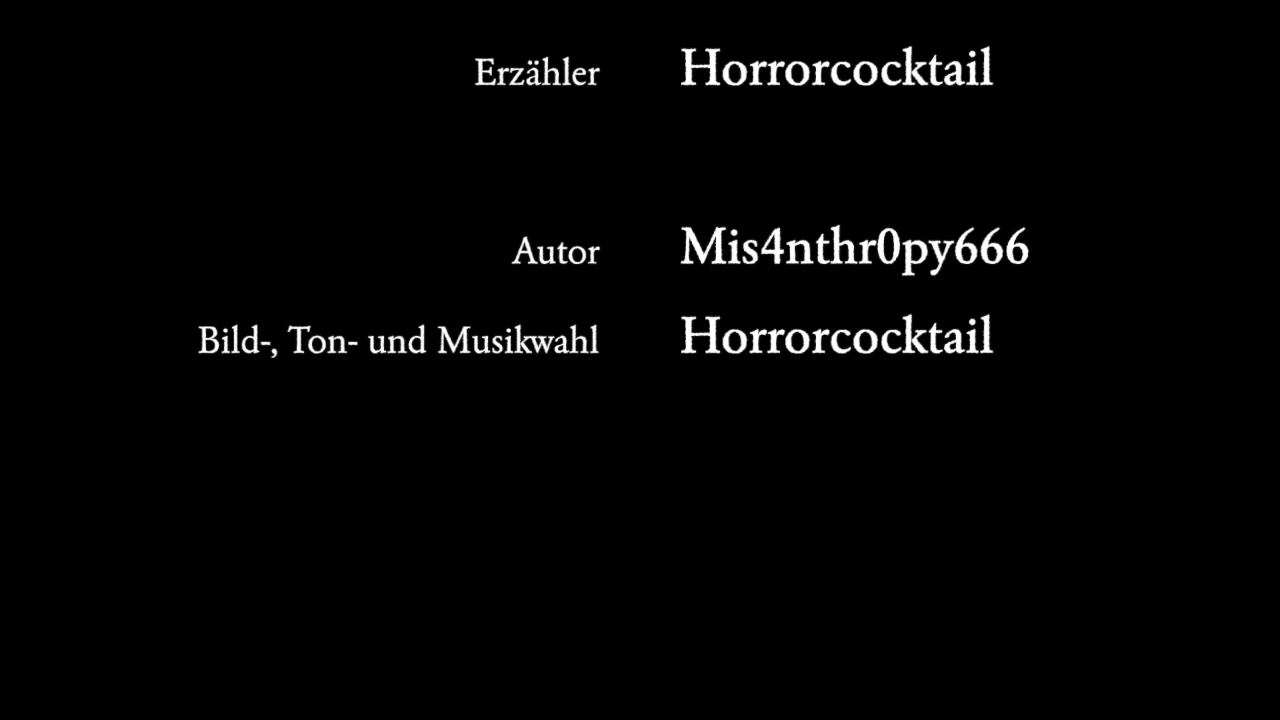 Erzähler Horrorcocktail
Autor Mis4nthr0py666
Bild-, Ton- und Musikwahl Horrorcocktail